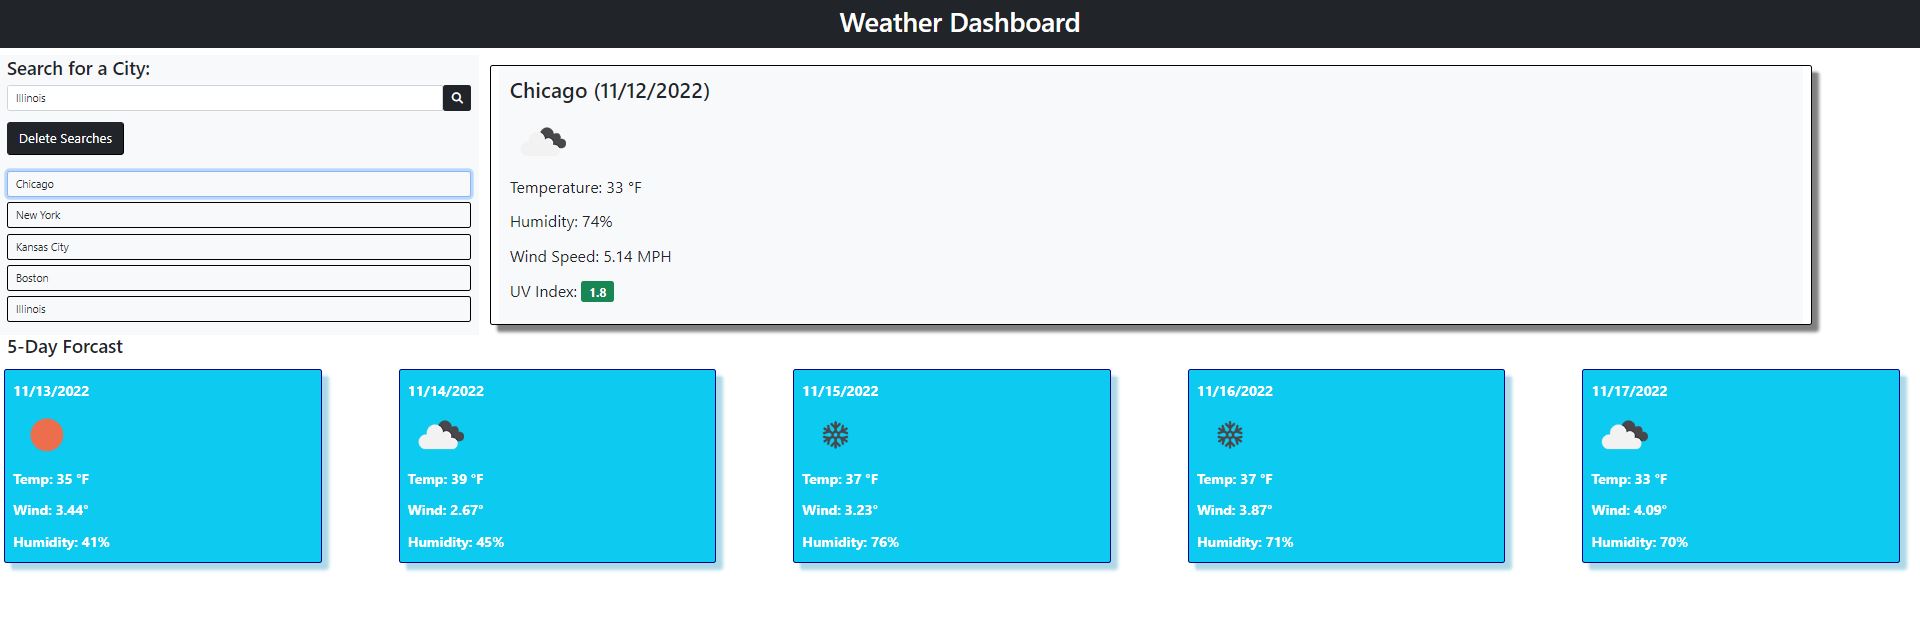 Weather Dashboard
Search for a City:
Illinois
Delete Searches
Chicago
New York
Kansas City
Boston
Illinois
Chicago (11/12/2022)
Temperature: 33 °F
Humidity: 74%
Wind Speed: 5.14 MPH
UV Index: 1.8
5-Day Forcast
11/13/2022
Temp: 35 °F
Wind: 3.44°
Humidity: 41%
11/14/2022
Temp: 39 °F
Wind: 2.67°
Humidity: 45%
11/15/2022
Temp: 37 °F
Wind: 3.23°
Humidity: 76%
11/16/2022
Temp: 37 °F
Wind: 3.87°
Humidity: 71%
11/17/2022
Temp: 33 °F
Wind: 4.09°
Humidity: 70%